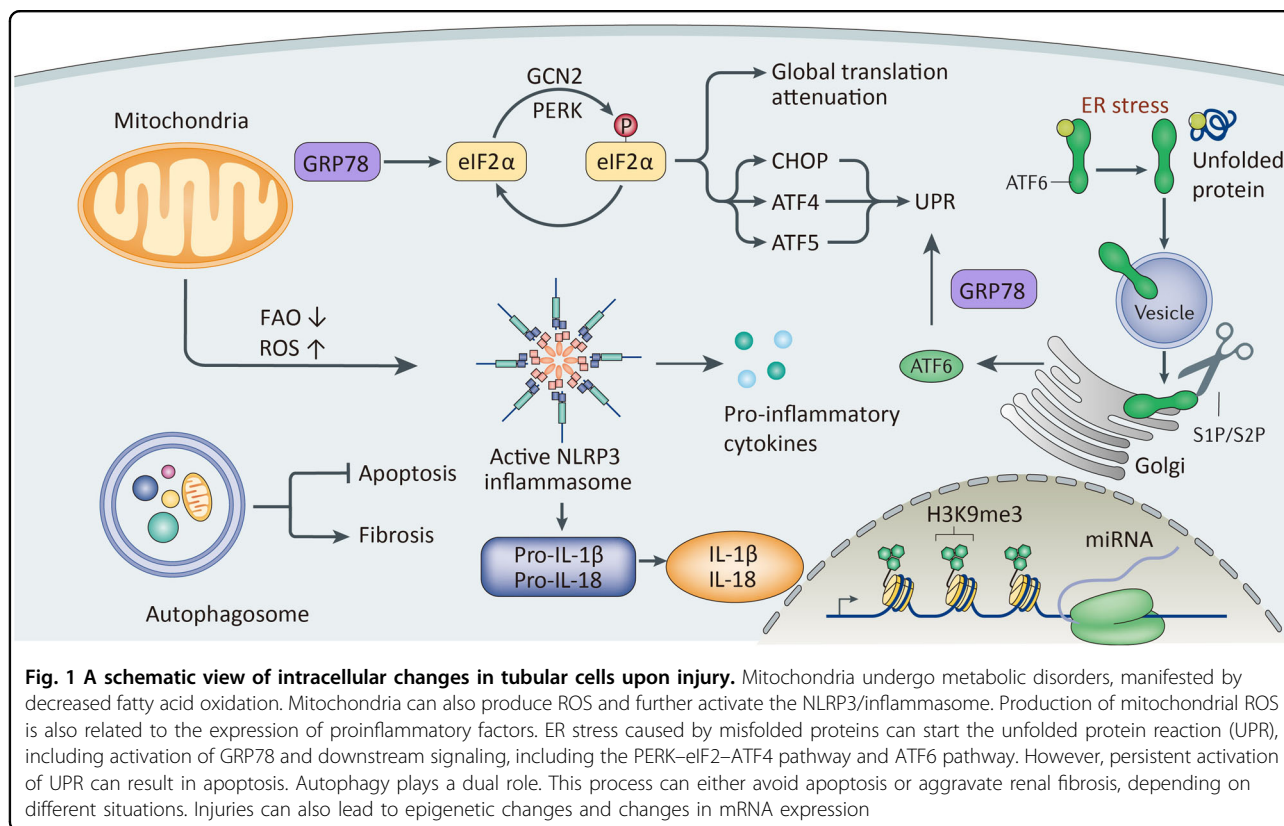 Mitochondria
GRP78
eIF2α
GCN2
PERK
P
eIF2α
Global translation
attenuation
CHOP
ATF4
ATF5
UPR
ER stress
ATF6
Unfolded
protein
Vesicle
S1P/S2P
Golgi
ATF6
GRP78
FAO ↓
ROS ↑
Active NLRP3
inflammasome
Pro-inflammatory
cytokines
Pro-IL-1β
Pro-IL-18
IL-1β
IL-18
Apoptosis
Fibrosis
Autophagosome
H3K9me3
miRNA
Fig. 1 A schematic view of intracellular changes in tubular cells upon injury. Mitochondria undergo metabolic disorders, manifested by
decreased fatty acid oxidation. Mitochondria can also produce ROS and further activate the NLRP3/inflammasome. Production of mitochondrial ROS
is also related to the expression of proinflammatory factors. ER stress caused by misfolded proteins can start the unfolded protein reaction (UPR),
including activation of GRP78 and downstream signaling, including the PERK–eIF2–ATF4 pathway and ATF6 pathway. However, persistent activation
of UPR can result in apoptosis. Autophagy plays a dual role. This process can either avoid apoptosis or aggravate renal fibrosis, depending on
different situations. Injuries can also lead to epigenetic changes and changes in mRNA expression